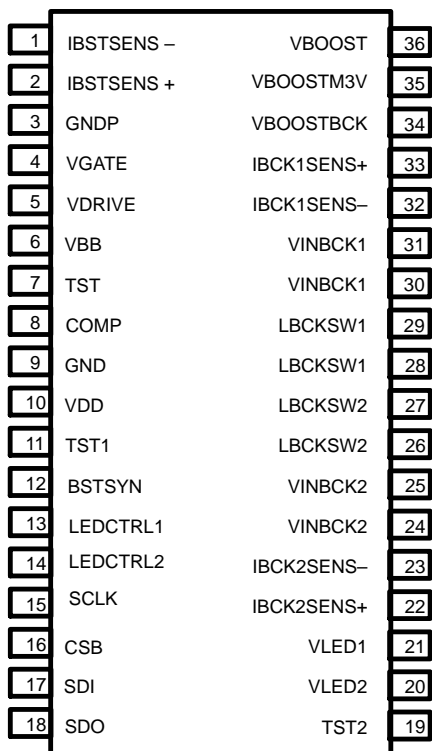 1 IBSTSENS – VBOOST 36
2 IBSTSENS + VBOOSTM3V 35
3 GNDP VBOOSTBCK 34
4 VGATE IBCK1SENS+ 33
5 VDRIVE IBCK1SENS– 32
6 VBB VINBCK1 31
7 TST VINBCK1 30
8 COMP LBCKSW1 29
9 GND LBCKSW1 28
10 VDD LBCKSW2 27
11 TST1 LBCKSW2 26
12 BSTSYN VINBCK2 25
13 LEDCTRL1 VINBCK2 24
14 LEDCTRL2 IBCK2SENS– 23
15 SCLK IBCK2SENS+ 22
16 CSB VLED1 21
17 SDI VLED2 20
18 SDO TST2 19